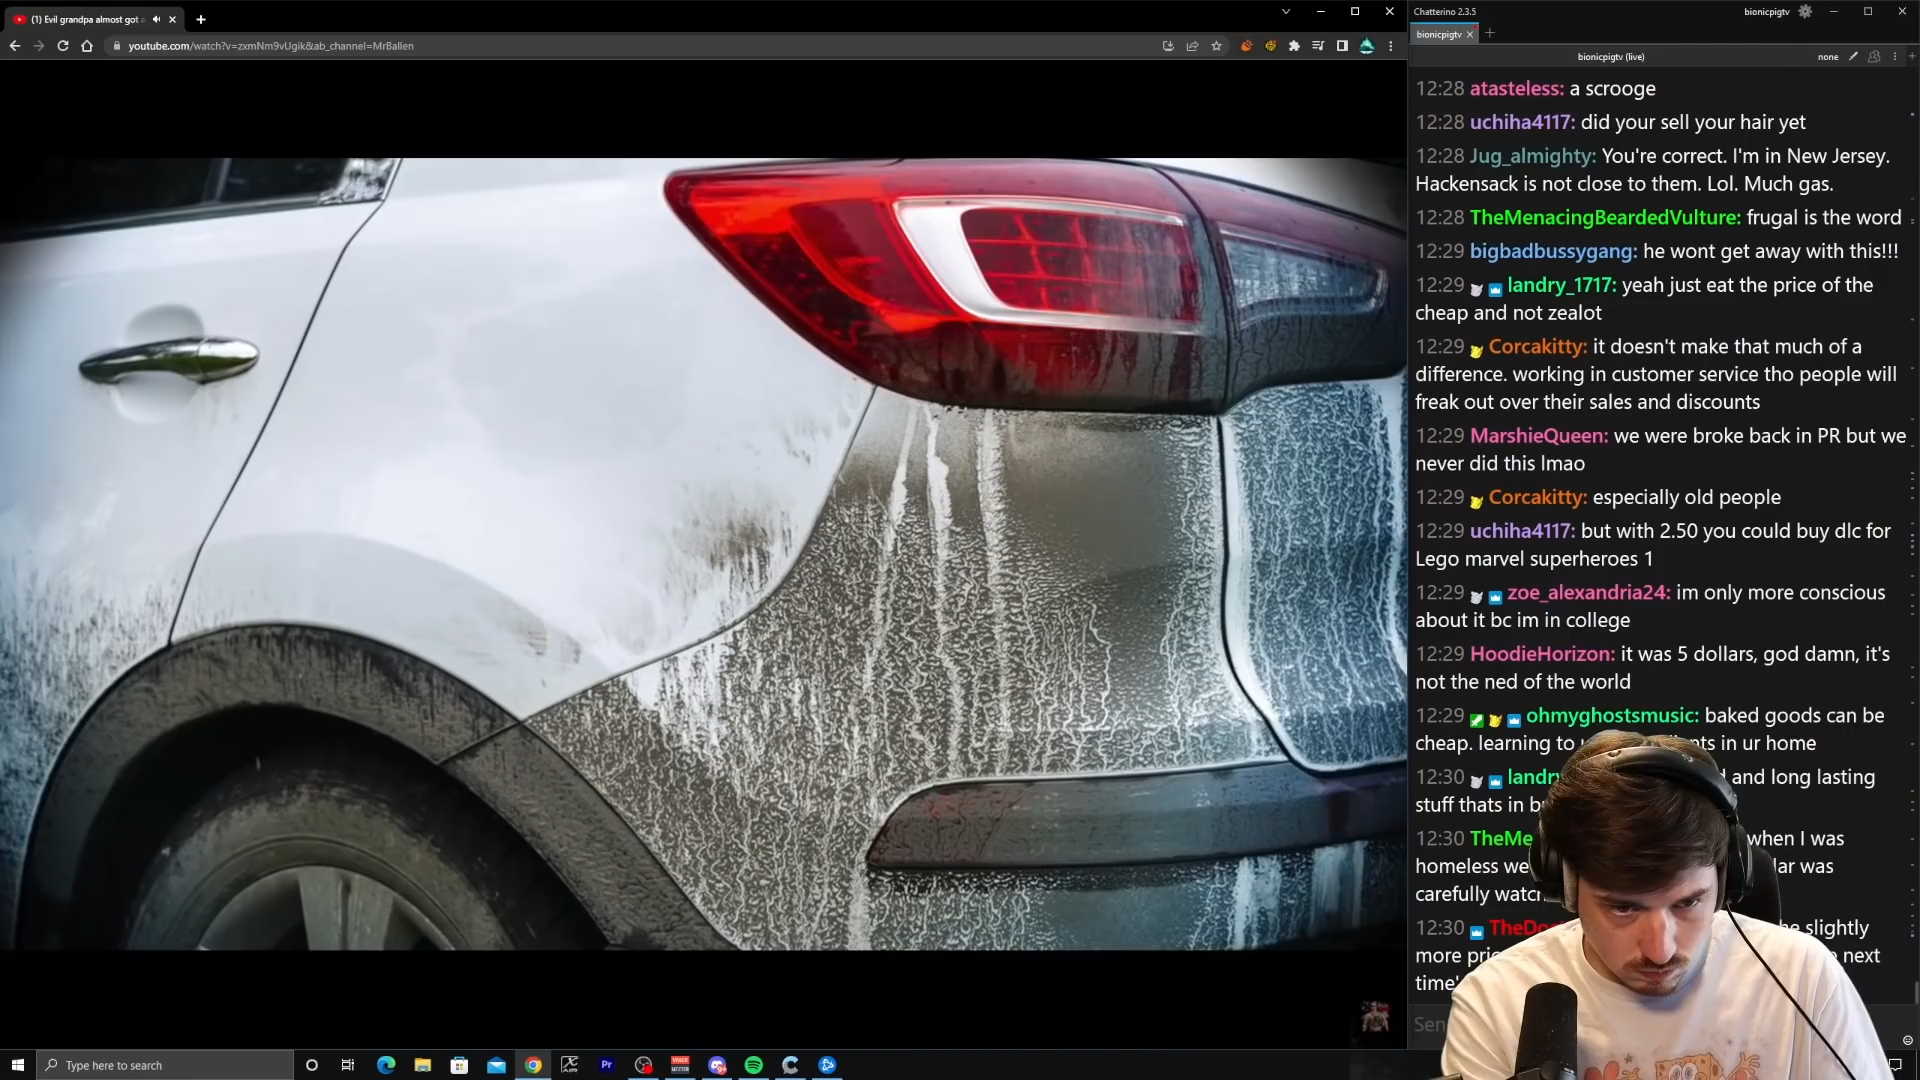 (1) Evil grandpa almost got a
youtube.com/watch?v=zxmNm9vUgik&ab_channel=MrBallen
Chatterino 2.3.5
bionicpigtv
bionicpigtv
bionicpigtv (live)
none
12:28 atasteless: a scrooge
12:28 uchiha4117: did your sell your hair yet
12:28 Jug_almighty: You're correct. I'm in New Jersey.
Hackensack is not close to them. Lol. Much gas.
12:28 TheMenacingBeardedVulture: frugal is the word
12:29 bigbadbussygang: he wont get away with this!!!
12:29 landry_1717: yeah just eat the price of the
cheap and not zealot
12:29 Corcakitty: it doesn't make that much of a
difference. working in customer service tho people will
freak out over their sales and discounts
12:29 MarshieQueen: we were broke back in PR but we
never did this lmao
12:29 Corcakitty: especially old people
12:29 uchiha4117: but with 2.50 you could buy dlc for
Lego marvel superheroes 1
12:29 zoe_alexandria24: im only more conscious
about it bc im in college
12:29 HoodieHorizon: it was 5 dollars, god damn, it's
not the ned of the world
12:29 ohmyghostsmusic: baked goods can be
cheap. learning to in ur home
12:30 and long lasting
stuff thats in
12:30 when I was
homeless was
carefully
12:30 slightly
more next
time'
Type here to search
Pr